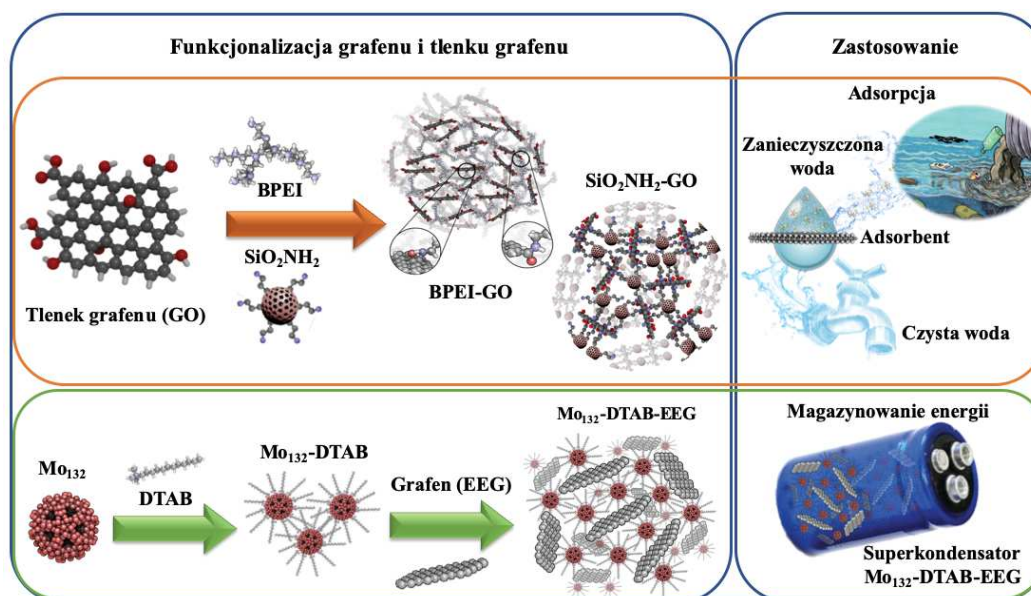 Funkcjonalizacja grafenu i tlenku grafenu
Zastosowanie
BPEI
SiO₂NH₂
Tlenek grafenu (GO)
BPEI-GO
SiO₂NH₂-GO
Adsorpcja
Zanieczyszczona
woda
Adsorbent
Czysta woda
Mo₁₃₂
DTAB
Mo₁₃₂-DTAB
Grafen (EEG)
Mo₁₃₂-DTAB-EEG
Magazynowanie energii
Superkondensator
Mo₁₃₂-DTAB-EEG